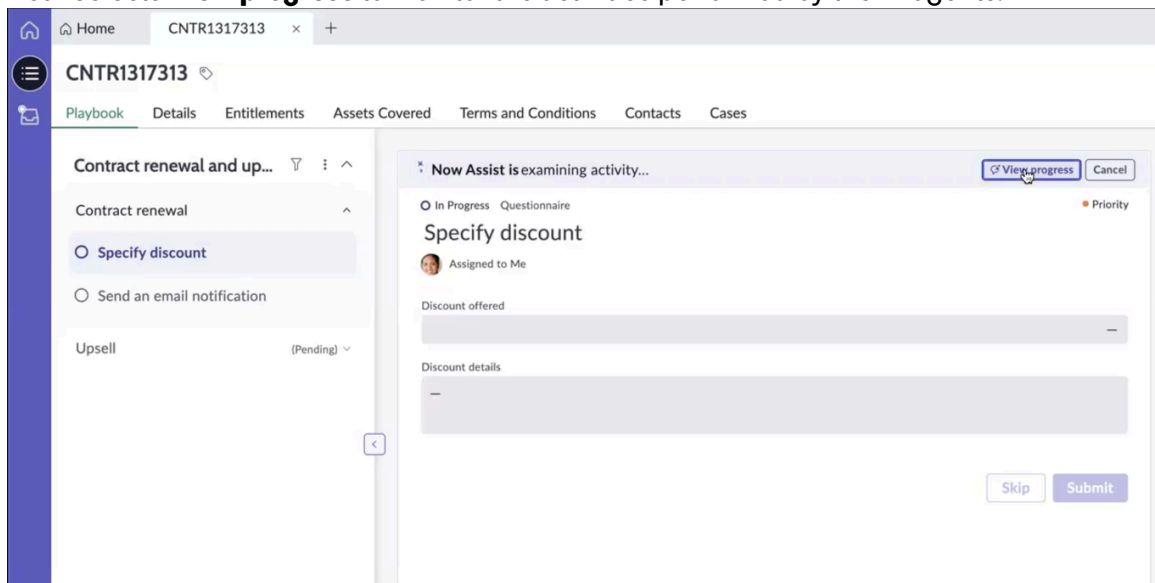 Home
CNTR1317313 × +
CNTR1317313
Playbook Details Entitlements Assets Covered Terms and Conditions Contacts Cases
Contract renewal and up...
Now Assist is examining activity...
View progress
Cancel
Contract renewal
In Progress Questionnaire
Priority
Specify discount
Specify discount
Assigned to Me
Send an email notification
Discount offered
—
Upsell (Pending)
Discount details
—
Skip Submit